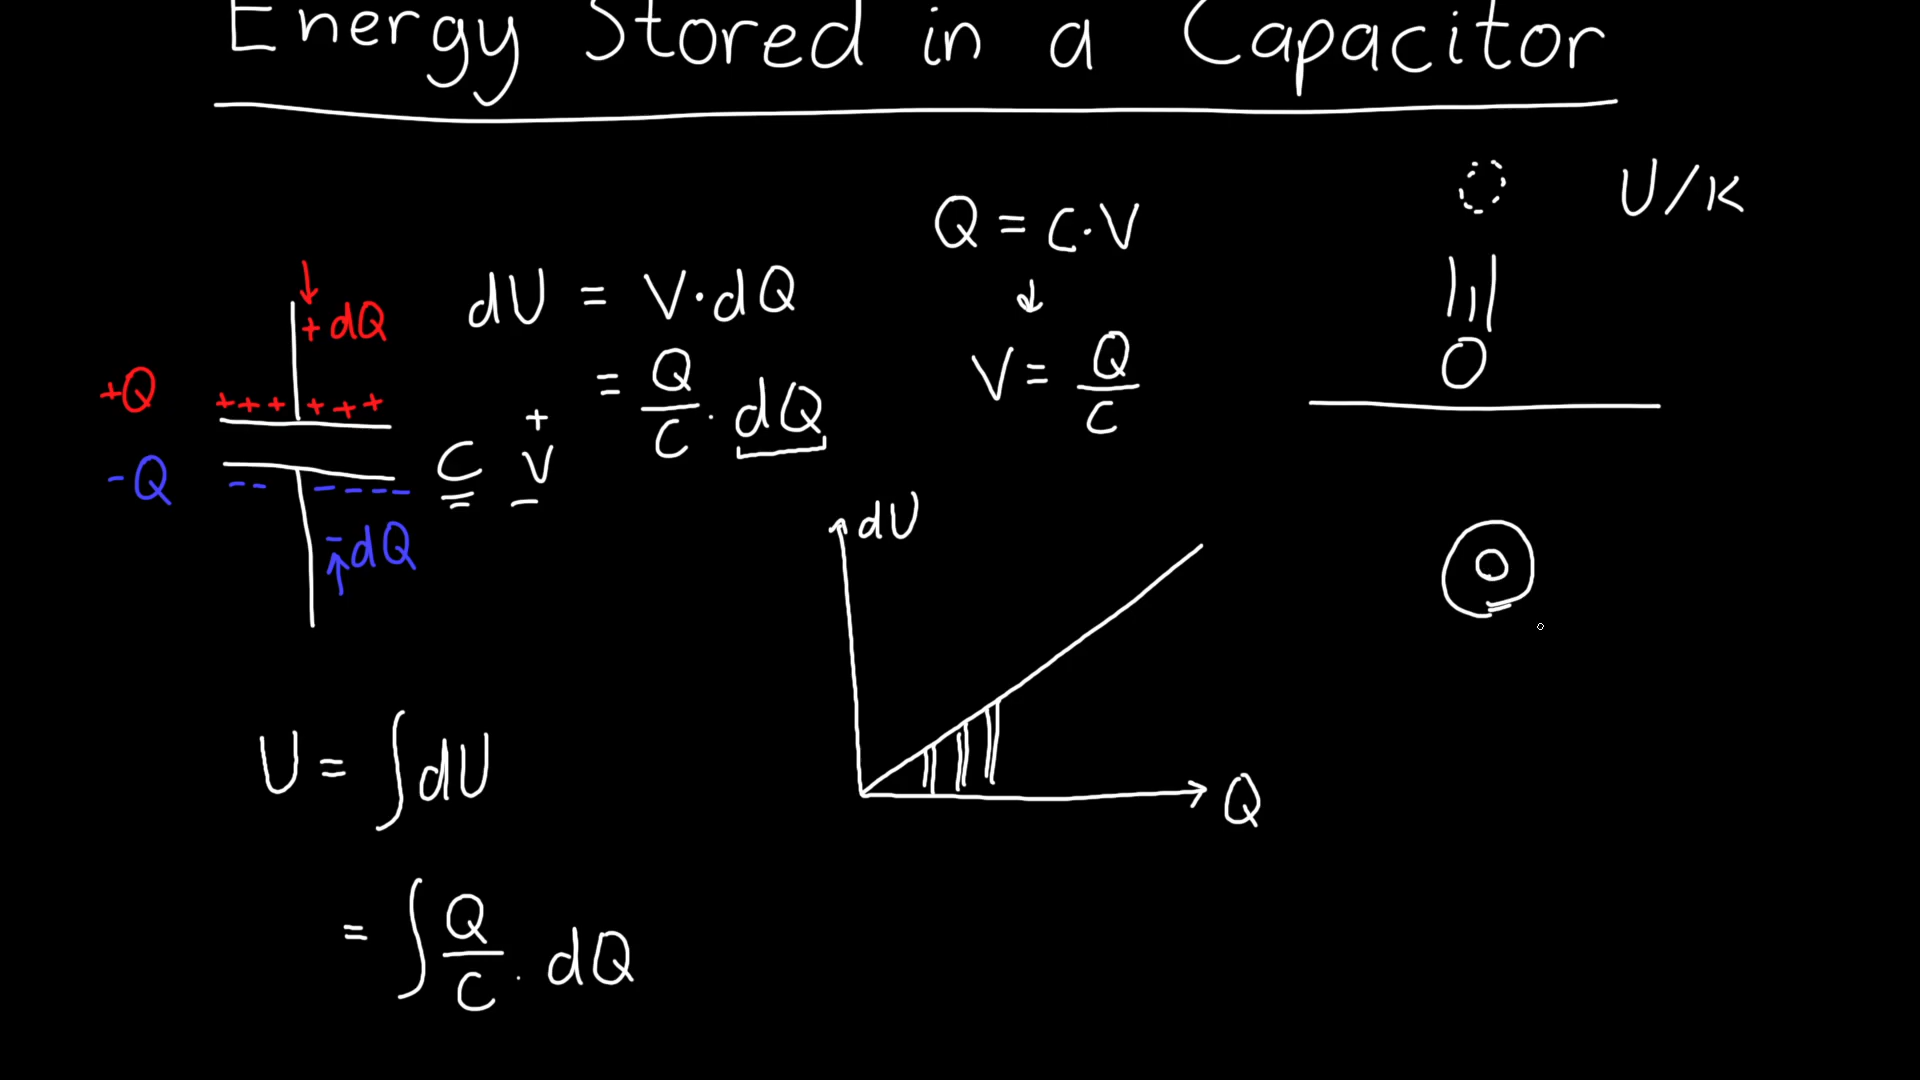 Energy Stored in a Capacitor
U/K
Q = C·V
dU = V·dQ
+dQ
= Q/C · dQ
V = Q/C
+Q
+++ +++
+
C V
-
-Q
-- ----
-dQ
dU
Q
U = ∫dU
= ∫Q/C · dQ